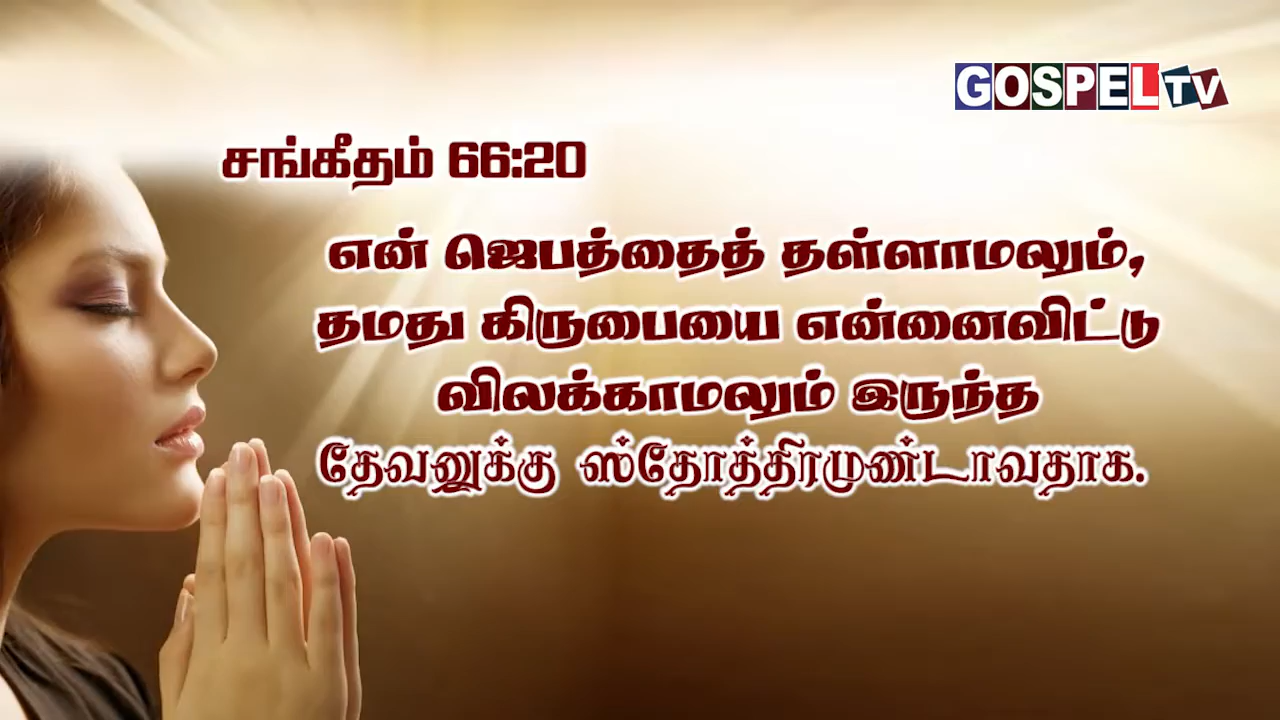 GOSPEL TV
சங்கீதம் 66:20
என் ஜெபத்தைத் தள்ளாமலும்,
தமது கிருபையை என்னைவிட்டு
விலக்காமலும் இருந்த
தேவனுக்கு ஸ்தோத்திரமுண்டாவதாக.